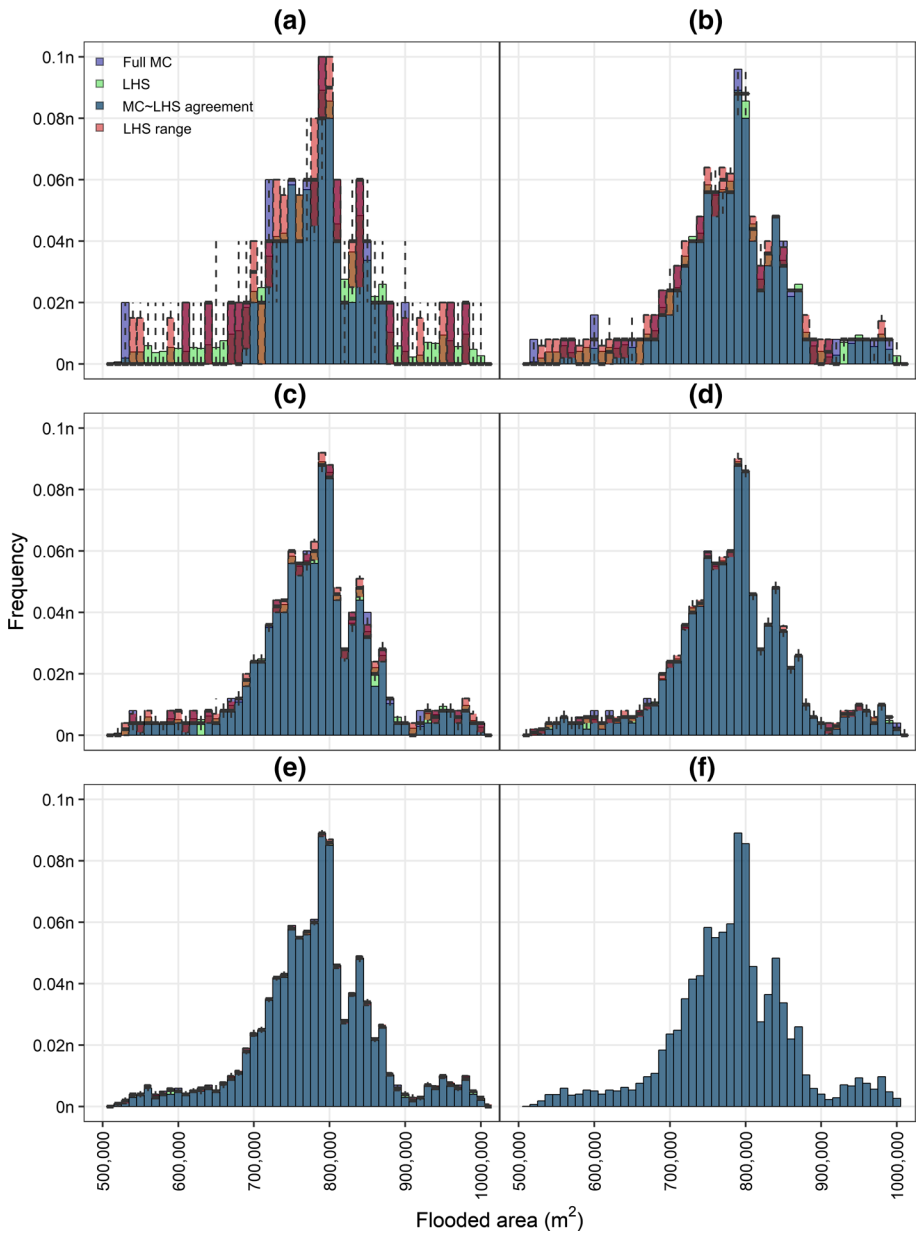 (a)
(b)
0.1n
0.08n
0.06n
0.04n
0.02n
0n
Full MC
LHS
MC~LHS agreement
LHS range
(c)
(d)
0.1n
0.08n
0.06n
0.04n
0.02n
0n
Frequency
(e)
(f)
0.1n
0.08n
0.06n
0.04n
0.02n
0n
500,000
600,000
700,000
800,000
900,000
1000,000
500,000
600,000
700,000
800,000
900,000
1000,000
Flooded area (m²)